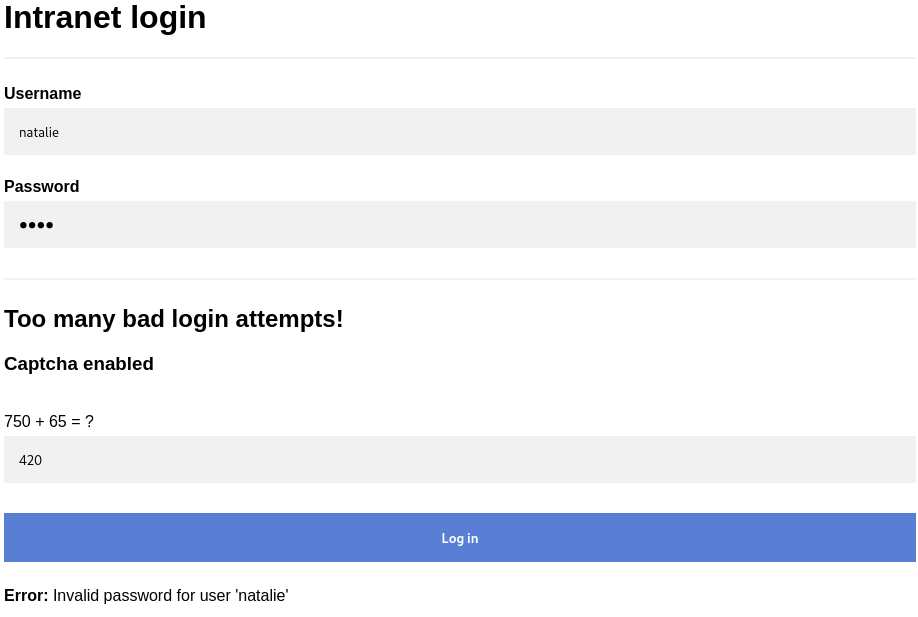 Intranet login
Username
natalie
Password
••••
Too many bad login attempts!
Captcha enabled
750 + 65 = ?
420
Log in
Error: Invalid password for user 'natalie'